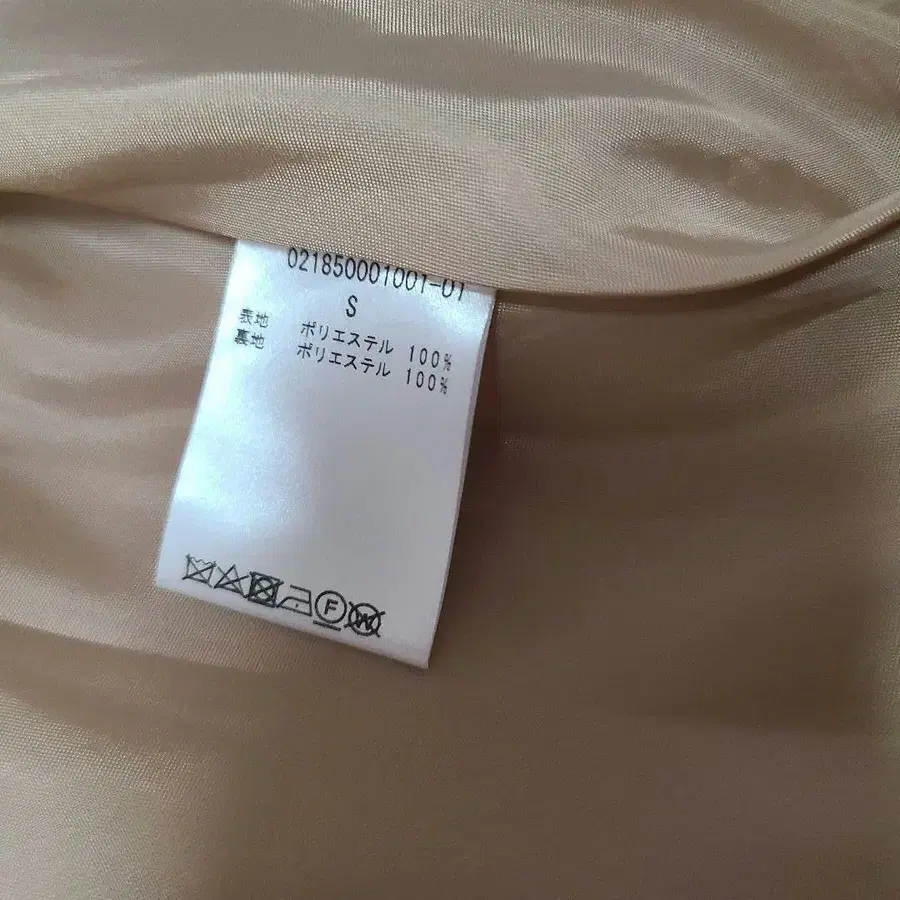 021850001001-01
S
表地 ポリエステル 100%
裏地 ポリエステル 100%
F W